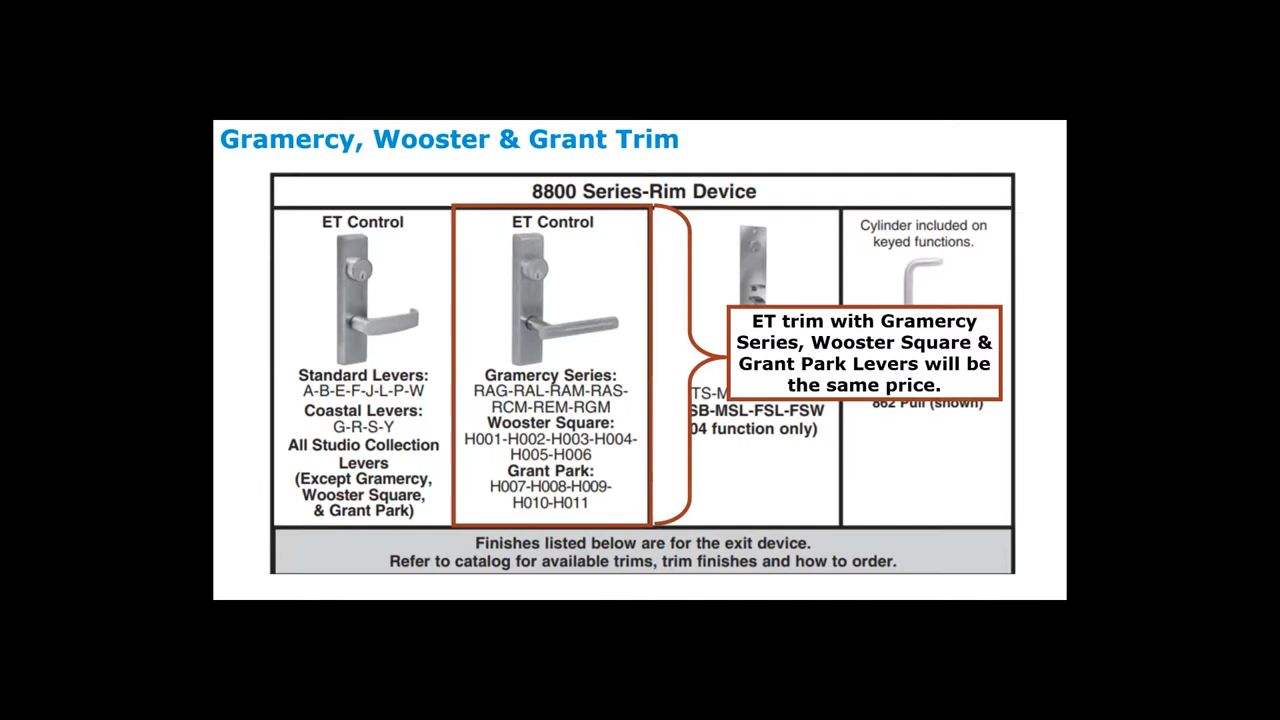 Gramercy, Wooster & Grant Trim
8800 Series-Rim Device
ET Control
Standard Levers:
A-B-E-F-J-L-P-W
Coastal Levers:
G-R-S-Y
All Studio Collection
Levers
(Except Gramercy,
Wooster Square,
& Grant Park)
ET Control
Gramercy Series:
RAG-RAL-RAM-RAS-
RCM-REM-RGM
Wooster Square:
H001-H002-H003-H004-
H005-H006
Grant Park:
H007-H008-H009-
H010-H011
ET trim with Gramercy
Series, Wooster Square &
Grant Park Levers will be
the same price.
TS-M
SB-MSL-FSL-FSW
04 function only)
Cylinder included on
keyed functions.
862 Pull (shown)
Finishes listed below are for the exit device.
Refer to catalog for available trims, trim finishes and how to order.